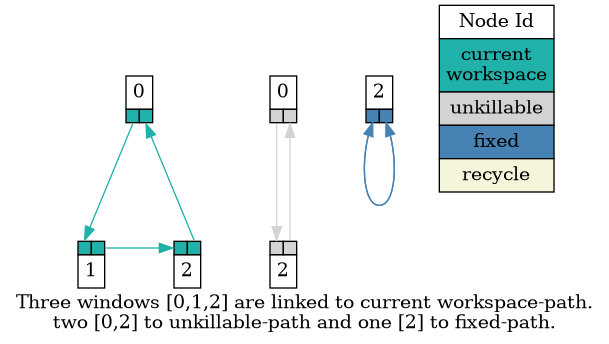 0
1
2
0
2
2
Node Id
current
workspace
unkillable
fixed
recycle
Three windows [0,1,2] are linked to current workspace-path.
two [0,2] to unkillable-path and one [2] to fixed-path.